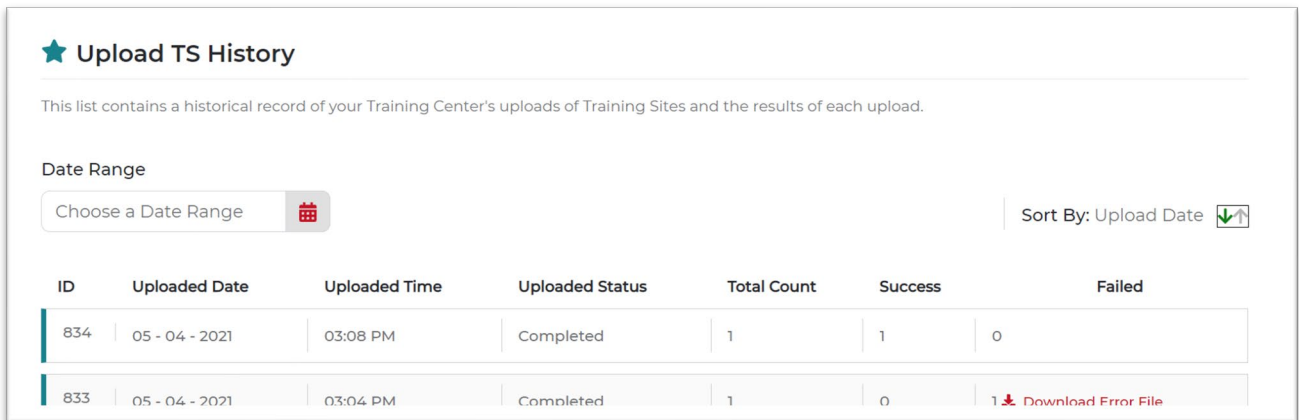 Upload TS History
This list contains a historical record of your Training Center's uploads of Training Sites and the results of each upload.
Date Range
Choose a Date Range
Sort By: Upload Date
ID Uploaded Date Uploaded Time Uploaded Status Total Count Success Failed
834 05 - 04 - 2021 03:08 PM Completed 1 1 0
833 05 - 04 - 2021 03:04 PM Completed 1 0 1 Download Error File